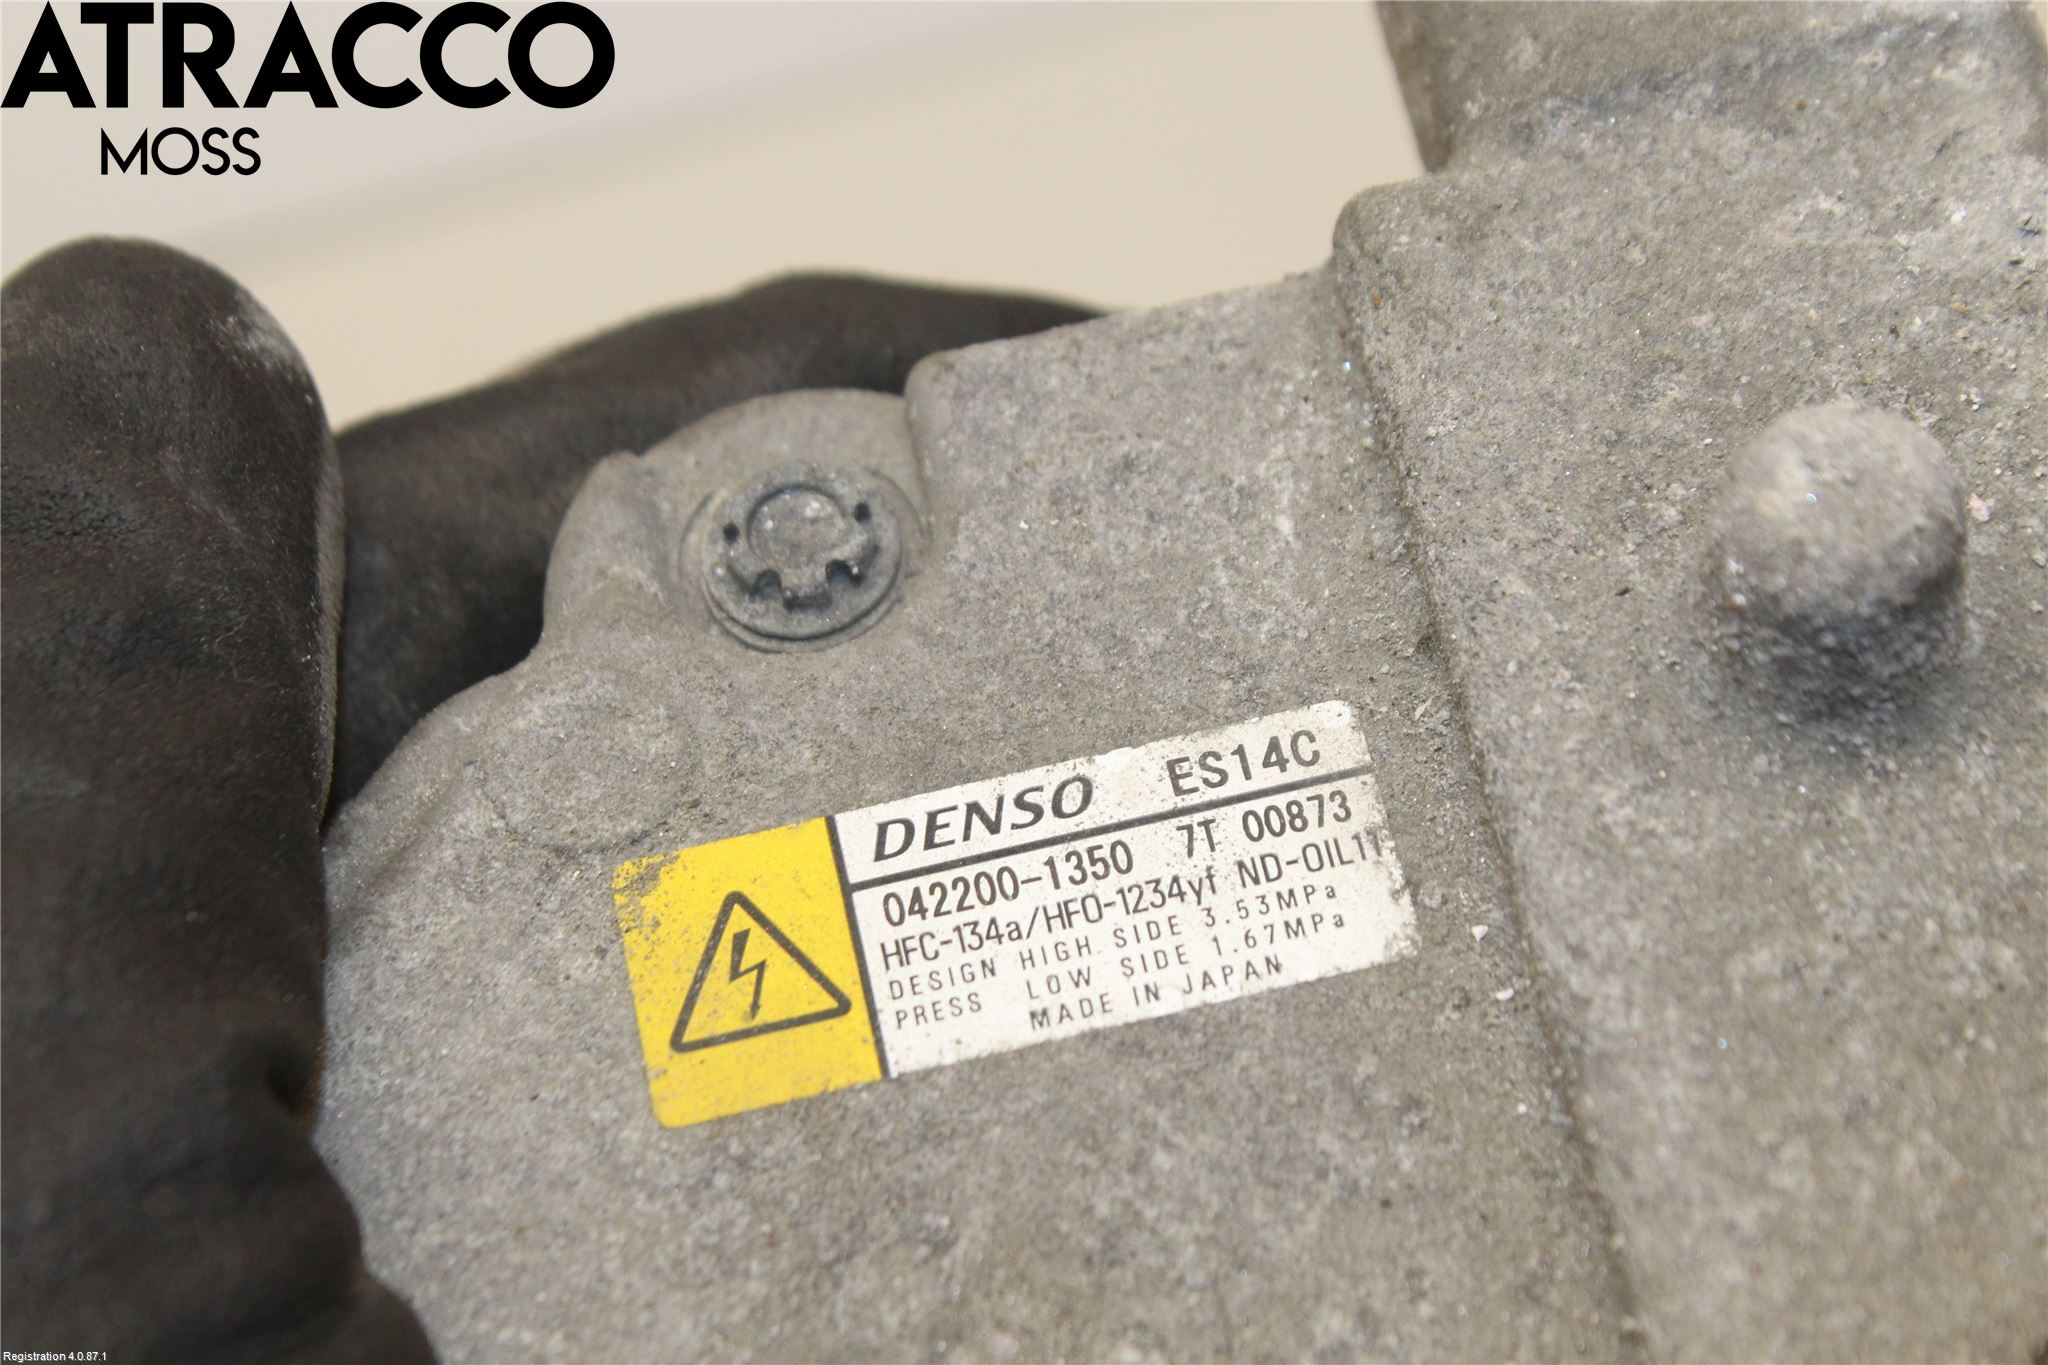 ATRACCO
MOSS
DENSO ES14C
042200-1350 7T 00873
HFC-134a/HFO-1234yf ND-OIL11
DESIGN HIGH SIDE 3.53MPa
PRESS LOW SIDE 1.67MPa
MADE IN JAPAN
Registration 4.0.87.1